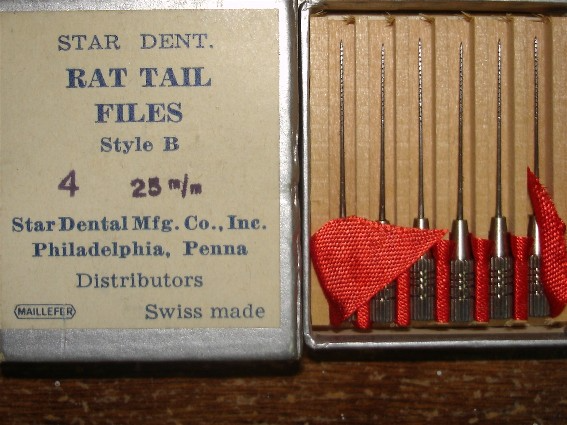 STAR DENT.
RAT TAIL
FILES
Style B
4 25 m/m
Star Dental Mfg. Co., Inc.
Philadelphia, Penna
Distributors
MAILLEFER Swiss made